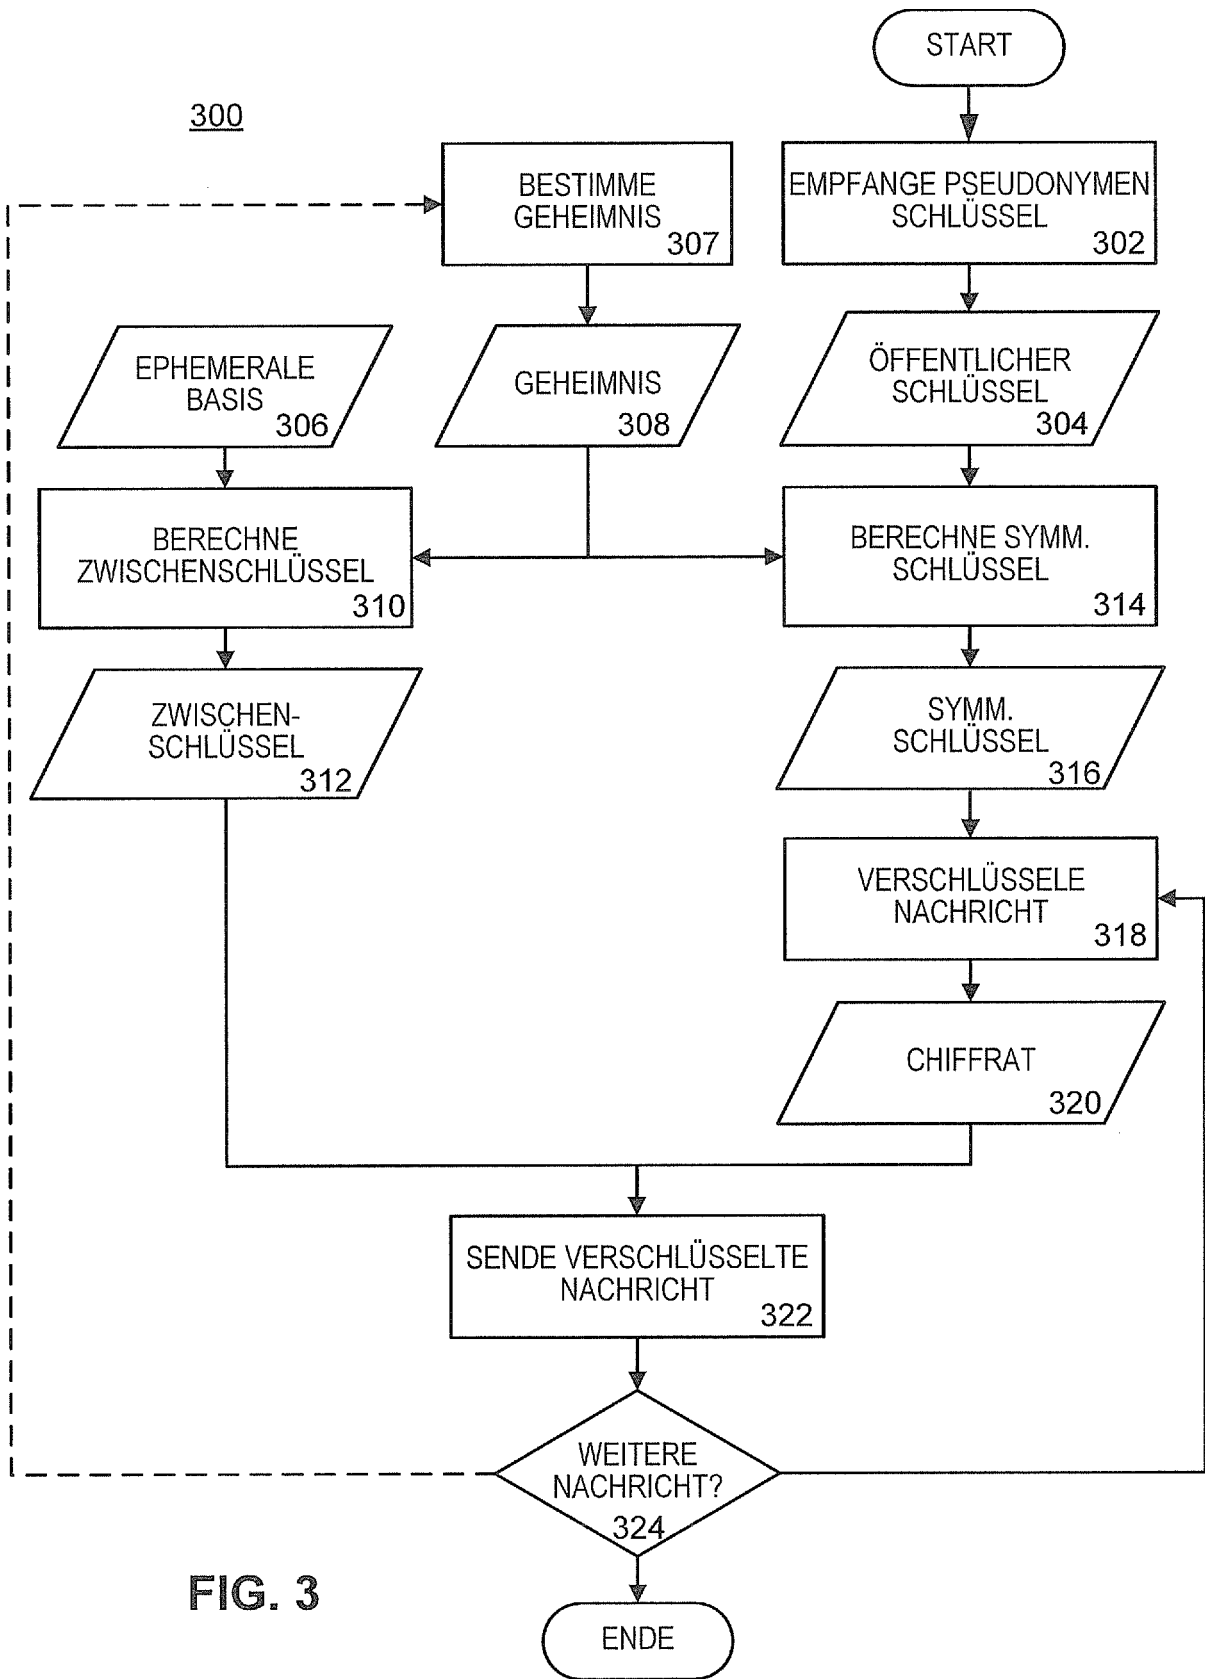 START
300
BESTIMME
GEHEIMNIS
307
EMPFANGE PSEUDONYMEN
SCHLÜSSEL
302
EPHEMERALE
BASIS
306
GEHEIMNIS
308
ÖFFENTLICHER
SCHLÜSSEL
304
BERECHNE
ZWISCHENSCHLÜSSEL
310
BERECHNE SYMM.
SCHLÜSSEL
314
ZWISCHEN-
SCHLÜSSEL
312
SYMM.
SCHLÜSSEL
316
VERSCHLÜSSELE
NACHRICHT
318
CHIFFRAT
320
SENDE VERSCHLÜSSELTE
NACHRICHT
322
WEITERE
NACHRICHT?
324
FIG. 3
ENDE